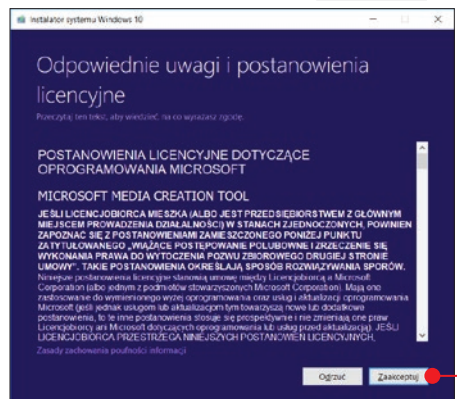 Instalator systemu Windows 10
Odpowiednie uwagi i postanowienia
licencyjne
Przeczytaj ten tekst, aby wiedzieć, na co wyrażasz zgodę.
POSTANOWIENIA LICENCYJNE DOTYCZĄCE
OPROGRAMOWANIA MICROSOFT
MICROSOFT MEDIA CREATION TOOL
JEŚLI LICENCJOBIORCA MIESZKA (ALBO JEST PRZEDSIĘBIORSTWEM Z GŁÓWNYM
MIEJSCEM PROWADZENIA DZIAŁALNOŚCI) W STANACH ZJEDNOCZONYCH, POWINIEN
ZAPOZNAĆ SIĘ Z POSTANOWIENIAMI ZAMIESZCZONEGO PONIŻEJ PUNKTU
ZATYTUŁOWANEGO „WIĄŻĄCE POSTĘPOWANIE POLUBOWNE I ZRZECZENIE SIĘ
WYKONANIA PRAWA DO WYTOCZENIA POZWU ZBIOROWEGO DRUGIEJ STRONIE
UMOWY”. TAKIE POSTANOWIENIA OKREŚLAJĄ SPOSÓB ROZWIĄZYWANIA SPORÓW.
Niniejsze postanowienia licencyjne stanowią umowę między Licencjobiorcą a Microsoft
Corporation (albo jednym z podmiotów stowarzyszonych Microsoft Corporation). Mają one
zastosowanie do wymienionego wyżej oprogramowania oraz usług i aktualizacji oprogramowania
Microsoft (jeśli jednak usługom lub aktualizacjom tym towarzyszą nowe lub dodatkowe
postanowienia, to te inne postanowienia stosuje się prospektywnie i nie zmieniają one praw
Licencjobiorcy ani Microsoft dotyczących oprogramowania lub usług przed aktualizacją). JEŚLI
LICENCJOBIORCA PRZESTRZEGA NINIEJSZYCH POSTANOWIEŃ LICENCYJNYCH,
Zasady zachowania poufności informacji
Odrzuć
Zaakceptuj